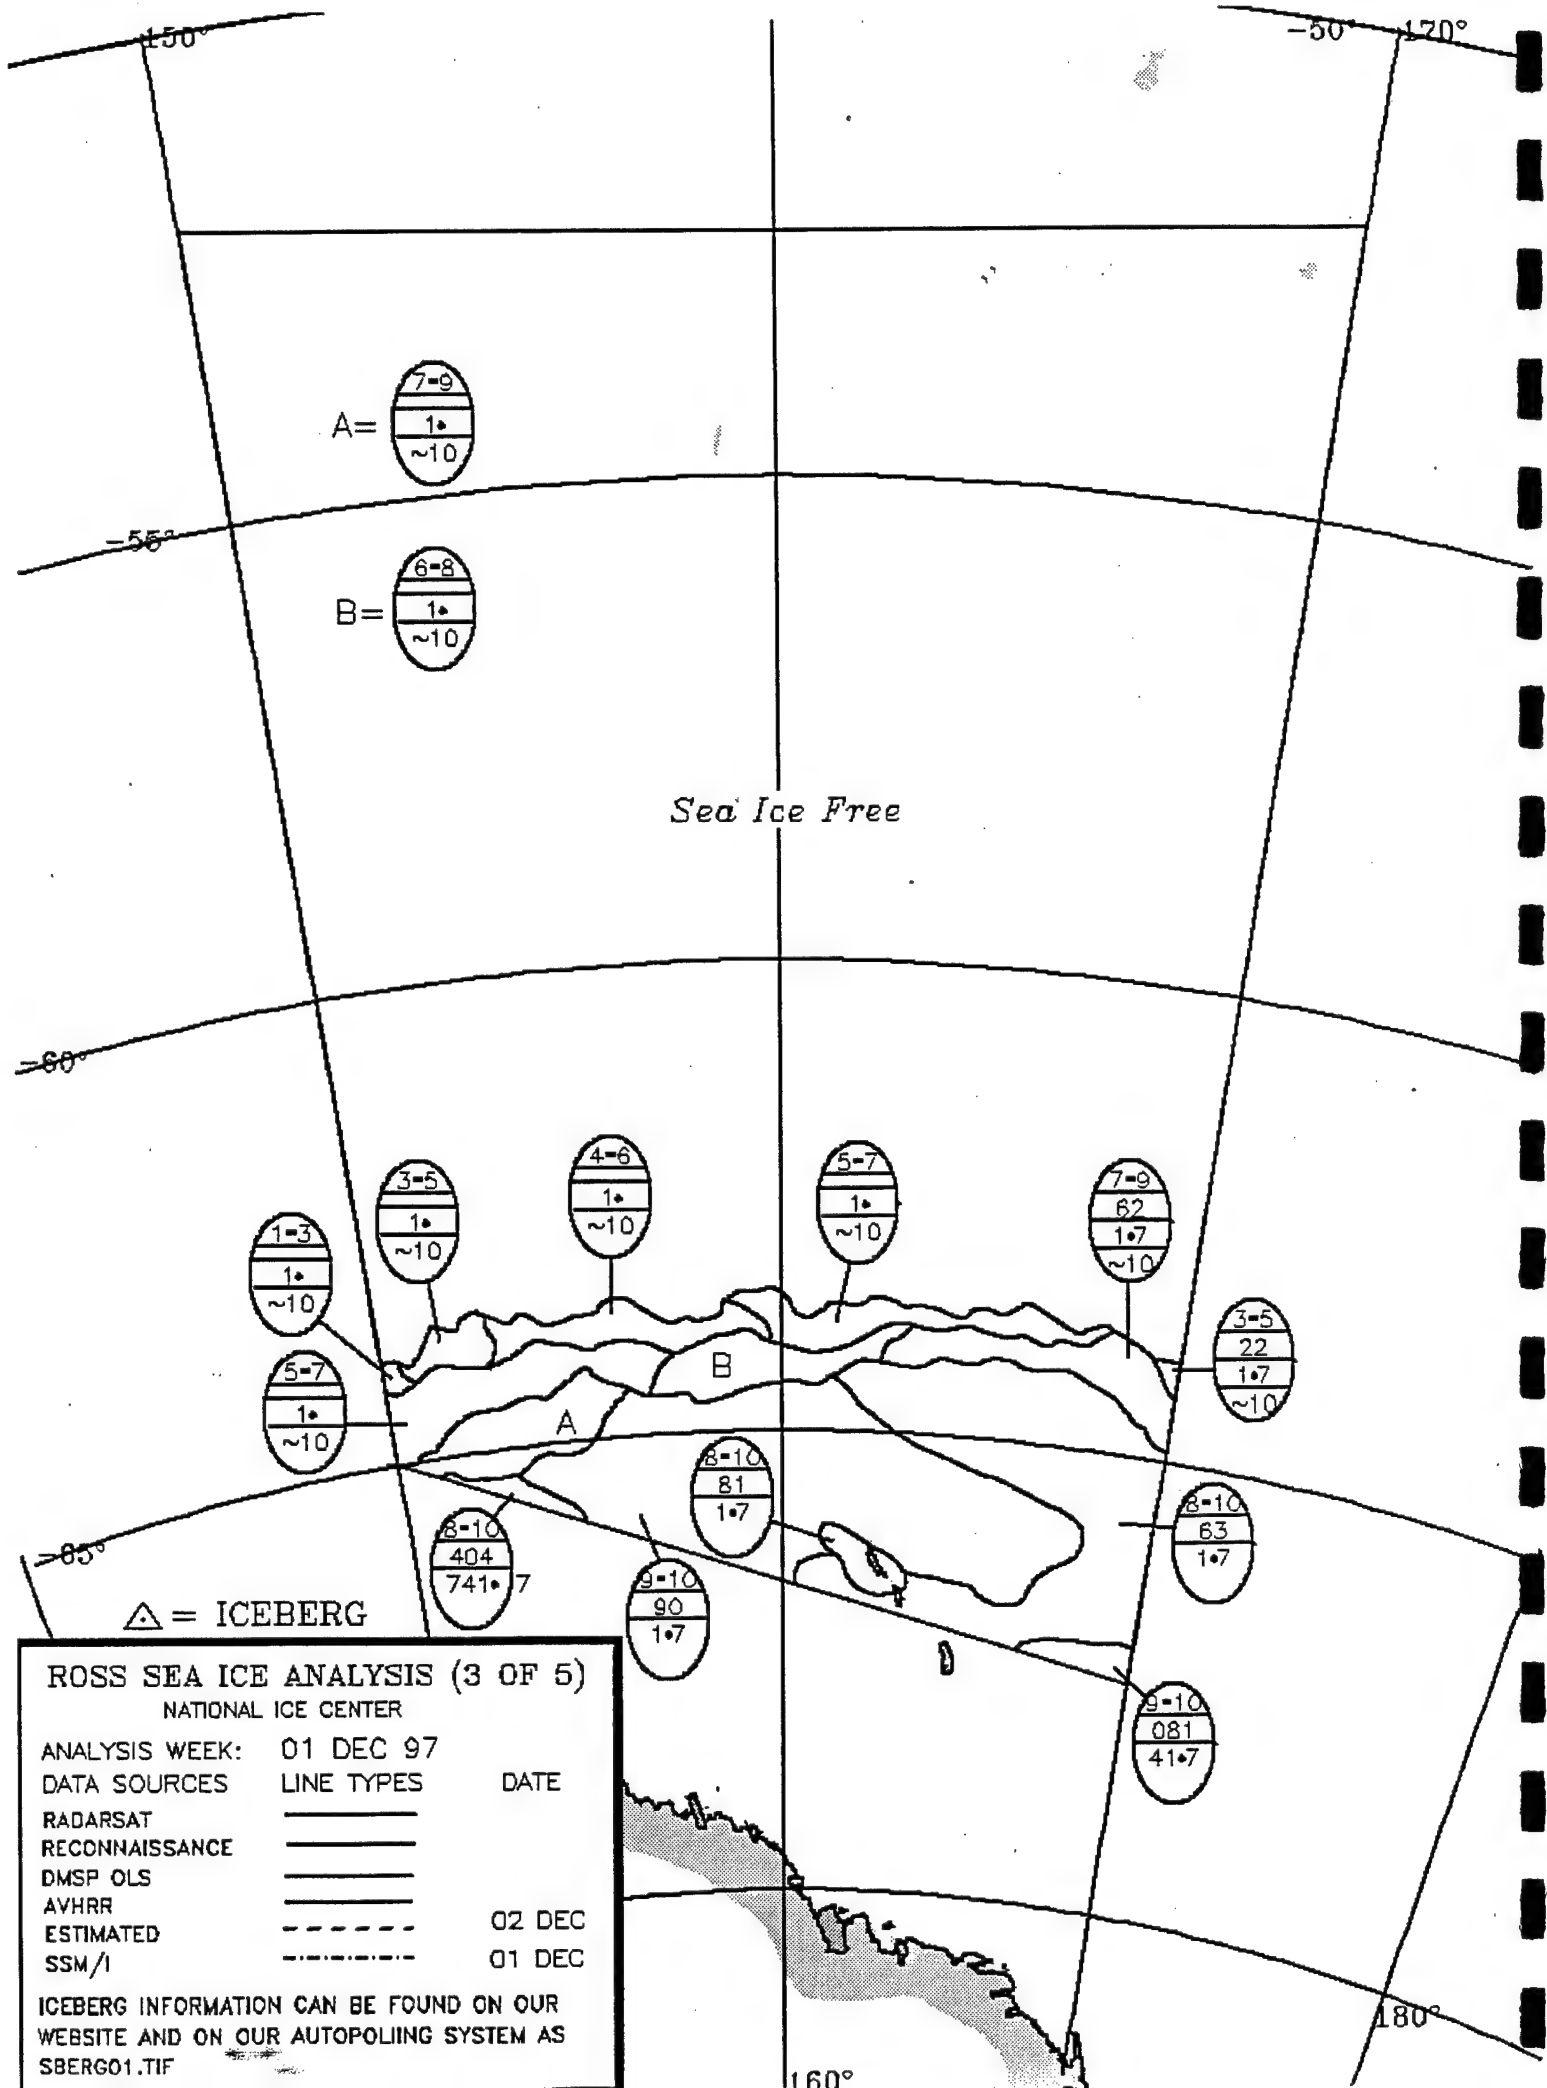 150°
-50° 170°
A=
7-9
1•
~10
-55°
B=
6-8
1•
~10
Sea Ice Free
-60°
3-5
1•
~10
4-6
1•
~10
5-7
1•
~10
7-9
62
1•7
~10
1-3
1•
~10
3-5
22
1•7
~10
5-7
1•
~10
B
A
8-10
81
1•7
8-10
63
1•7
8-10
404
741•7
9-10
90
1•7
-65°
△ = ICEBERG
9-10
081
41•7
ROSS SEA ICE ANALYSIS (3 OF 5)
NATIONAL ICE CENTER
ANALYSIS WEEK: 01 DEC 97
DATA SOURCES LINE TYPES DATE
RADARSAT
RECONNAISSANCE
DMSP OLS
AVHRR
ESTIMATED 02 DEC
SSM/I 01 DEC
ICEBERG INFORMATION CAN BE FOUND ON OUR
WEBSITE AND ON OUR AUTOPOLIING SYSTEM AS
SBERG01.TIF
180°
160°